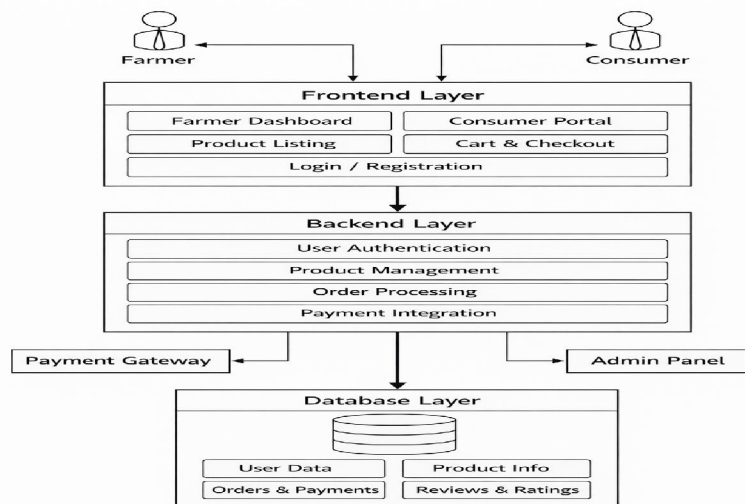 Farmer
Consumer
Frontend Layer
Farmer Dashboard
Consumer Portal
Product Listing
Cart & Checkout
Login / Registration
Backend Layer
User Authentication
Product Management
Order Processing
Payment Integration
Payment Gateway
Admin Panel
Database Layer
User Data
Product Info
Orders & Payments
Reviews & Ratings